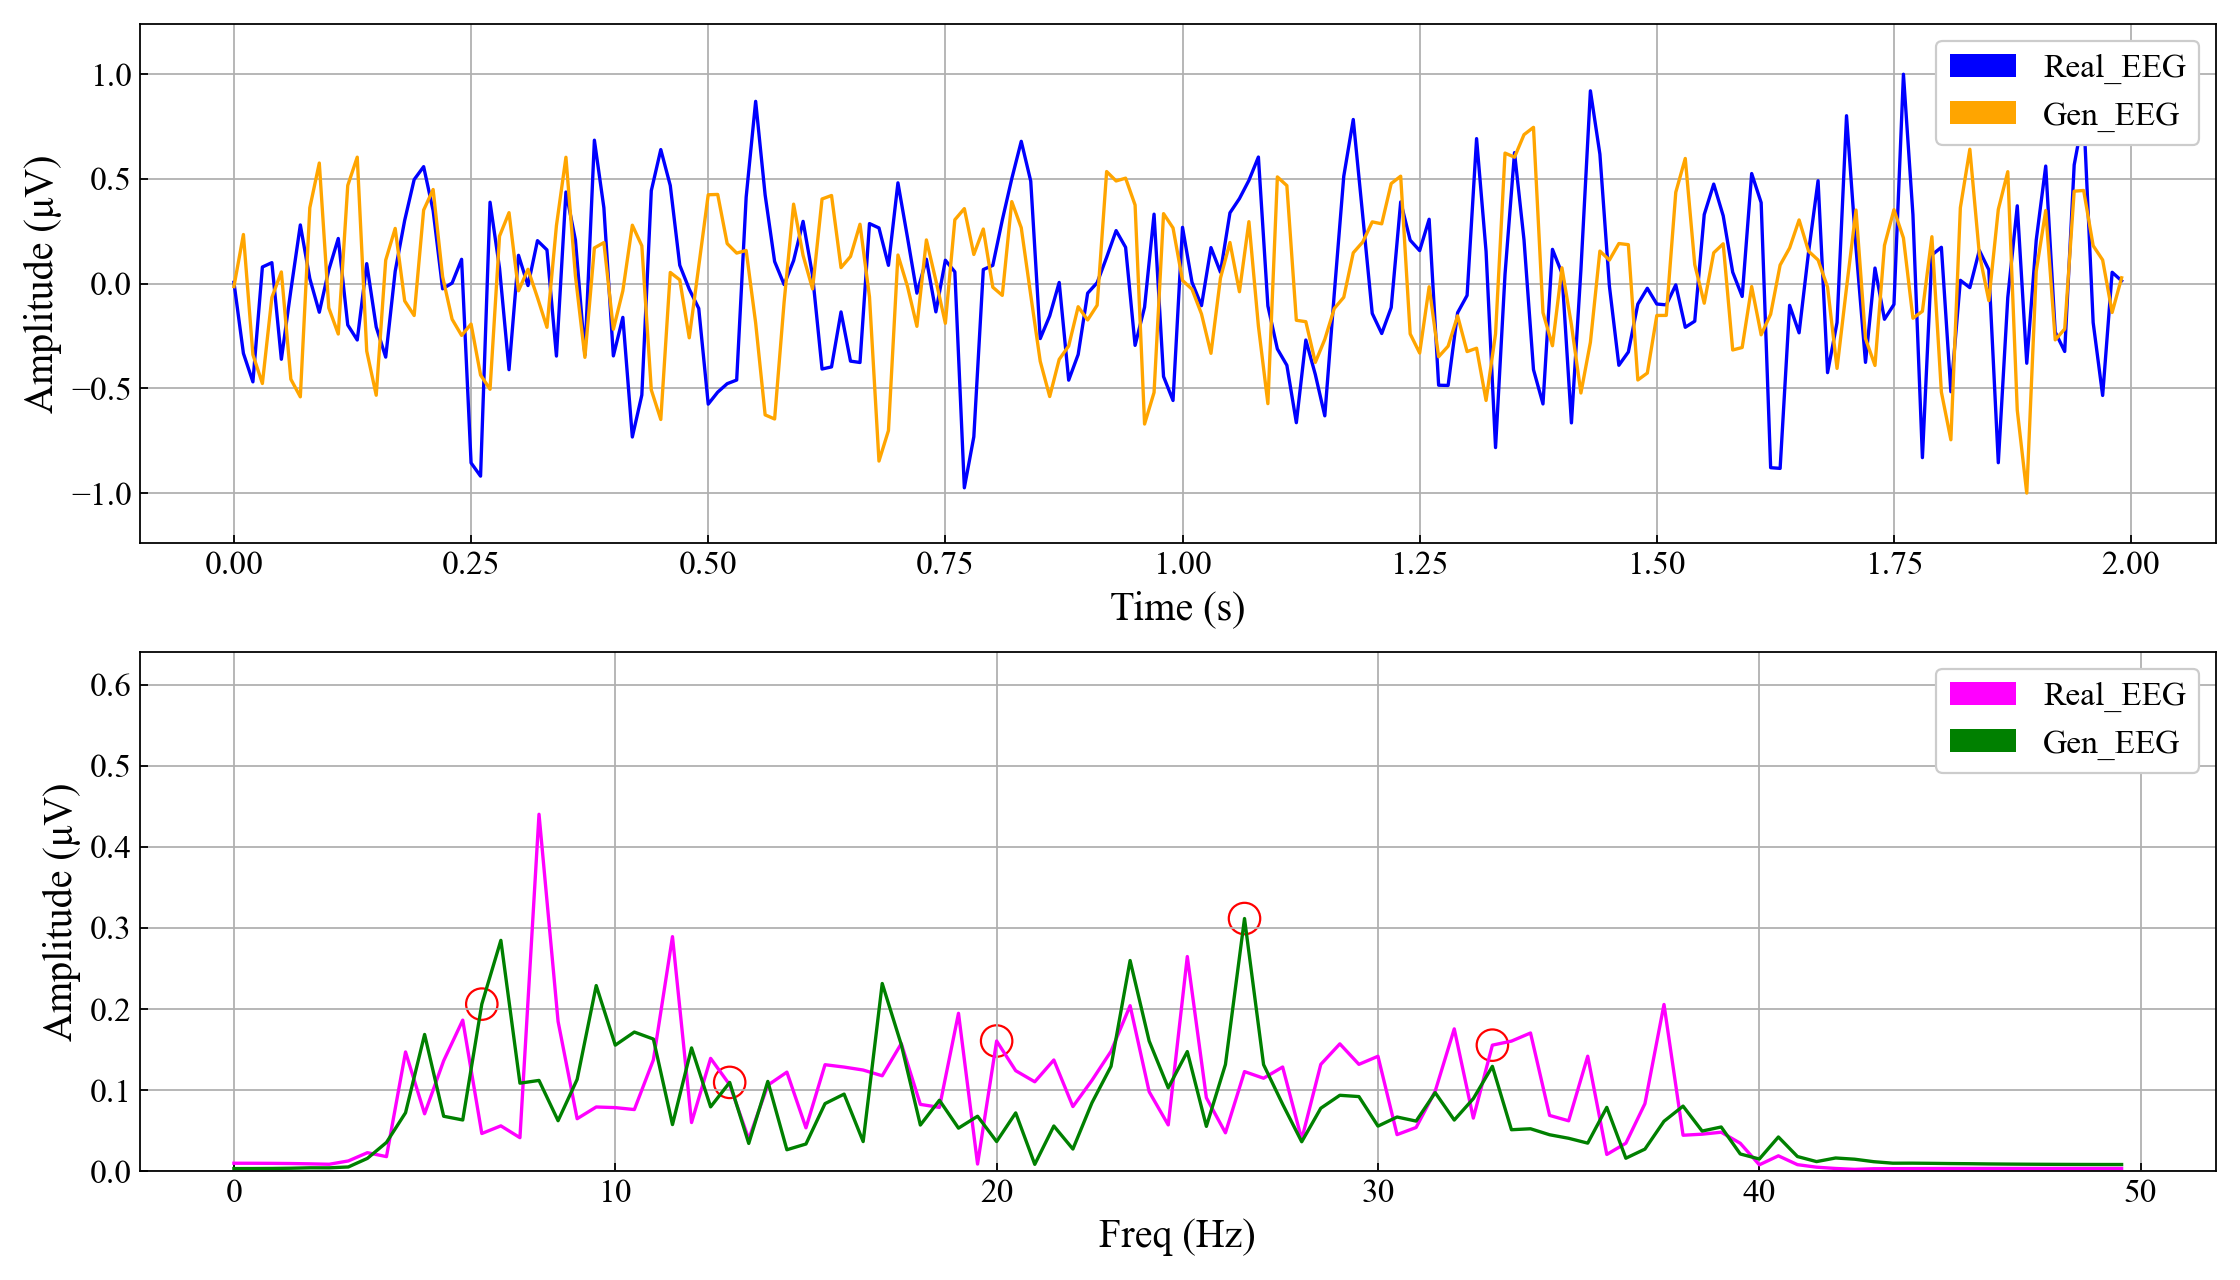 Amplitude (μV)
1.0
0.5
0.0
−0.5
−1.0
Real_EEG
Gen_EEG
0.00 0.25 0.50 0.75 1.00 1.25 1.50 1.75 2.00
Time (s)
Amplitude (μV)
0.6
0.5
0.4
0.3
0.2
0.1
0.0
Real_EEG
Gen_EEG
0 10 20 30 40 50
Freq (Hz)